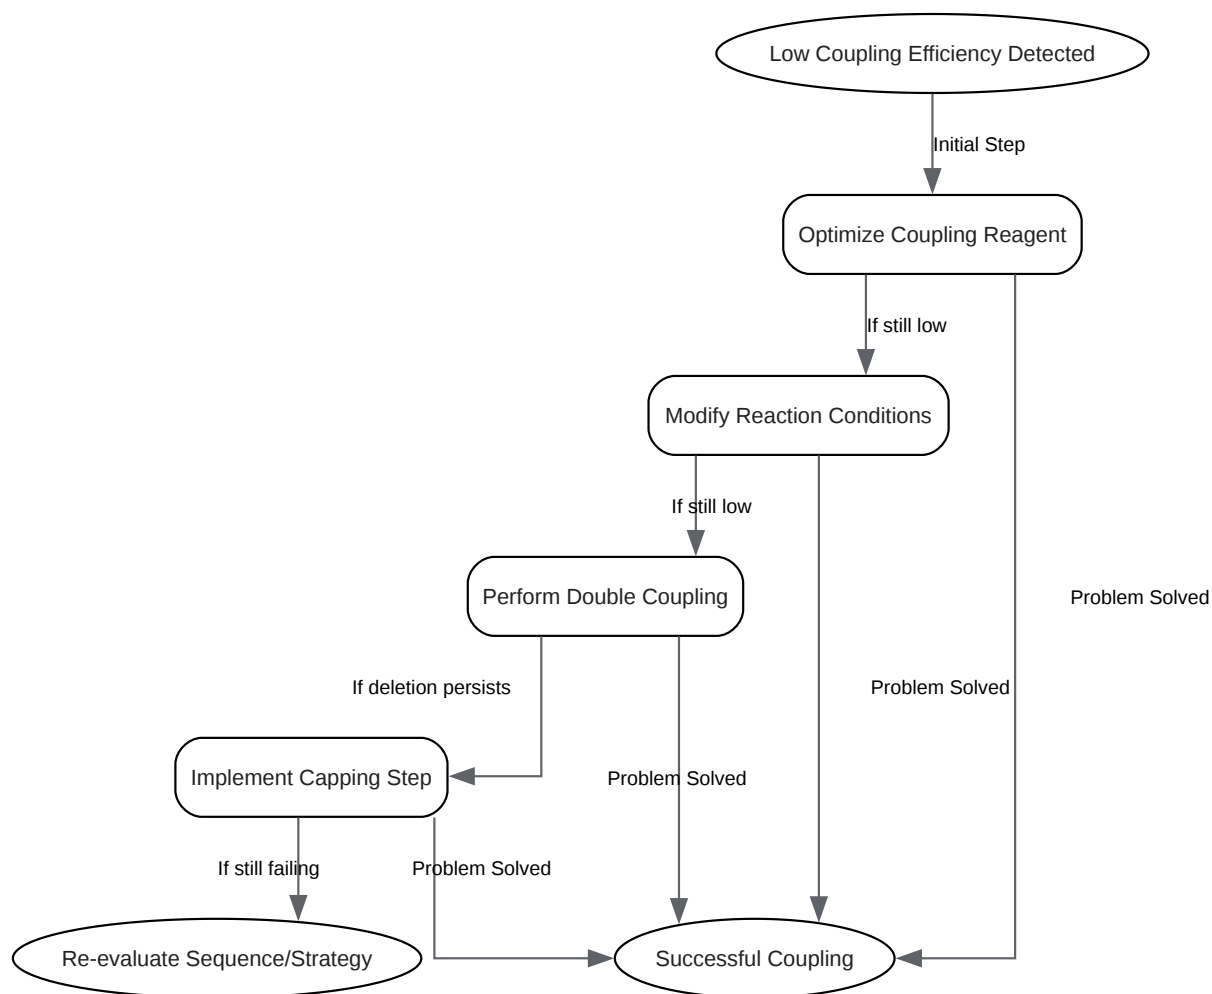 Low Coupling Efficiency Detected
Initial Step
Optimize Coupling Reagent
If still low
Modify Reaction Conditions
If still low
Perform Double Coupling
Problem Solved
If deletion persists
Problem Solved
Implement Capping Step
Problem Solved
If still failing
Problem Solved
Re-evaluate Sequence/Strategy
Successful Coupling